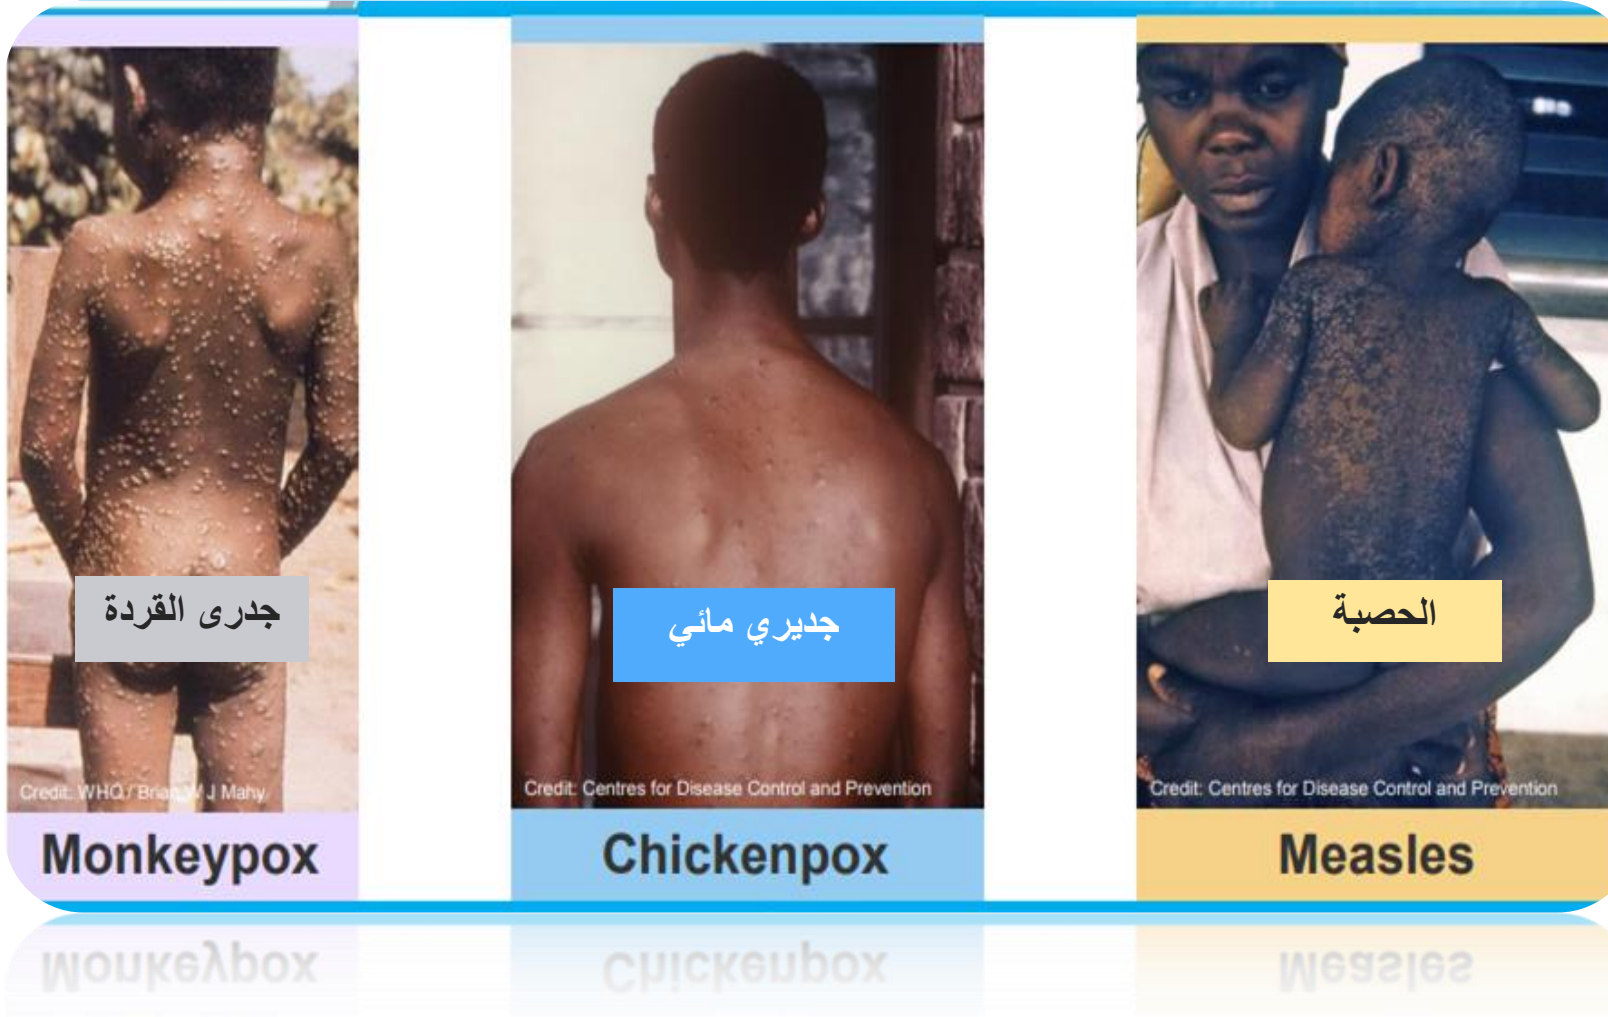 جدرى القردة
جديري مائي
الحصبة
Credit: WHO / Brian W J Mahy
Credit: Centres for Disease Control and Prevention
Credit: Centres for Disease Control and Prevention
Monkeypox
Chickenpox
Measles